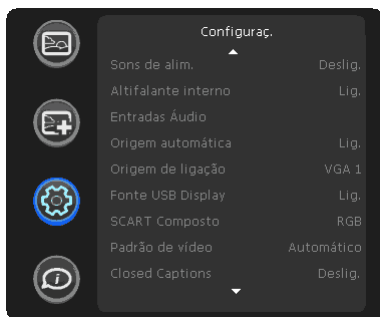 Configuraç.
Sons de alim. Deslig.
Altifalante interno Lig.
Entradas Áudio
Origem automática Lig.
Origem de ligação VGA 1
Fonte USB Display Lig.
SCART Composto RGB
Padrão de vídeo Automático
Closed Captions Deslig.